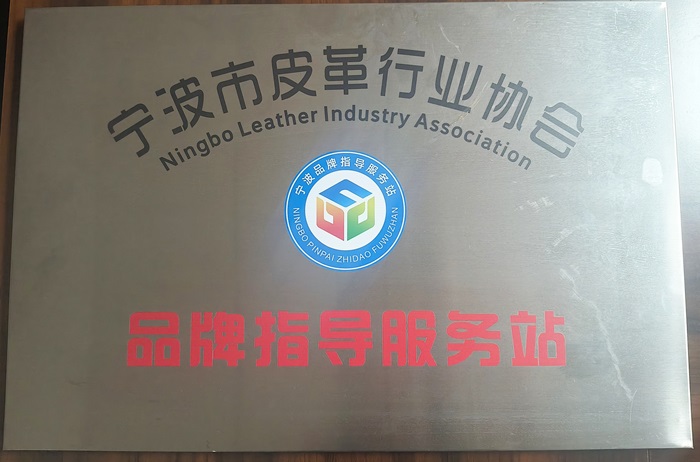 宁波市皮革行业协会
Ningbo Leather Industry Association
宁波品牌指导服务站
NINGBO PINPAI ZHIDAO FUWUZHAN
品牌指导服务站